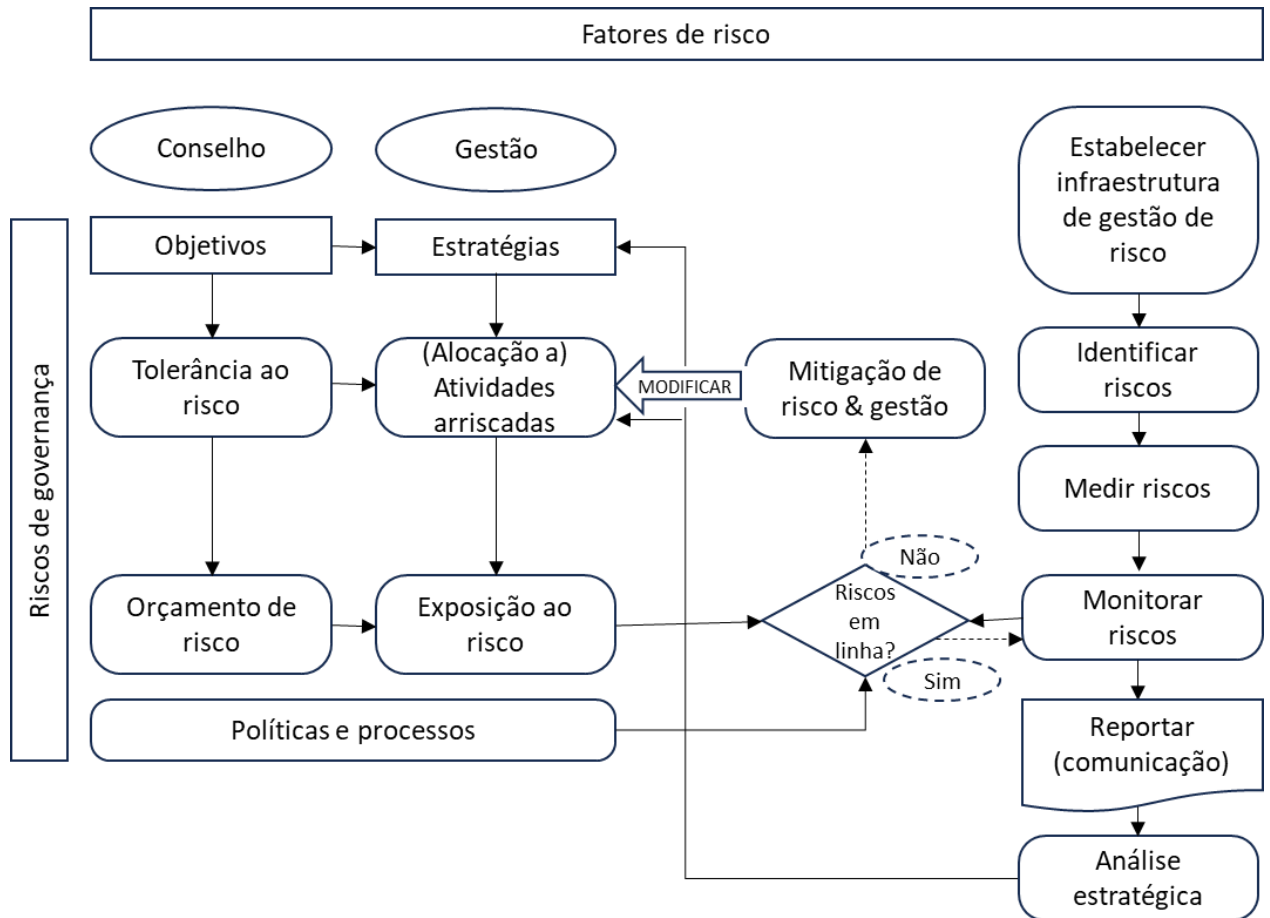 Fatores de risco
Conselho
Gestão
Estabelecer
infraestrutura
de gestão de
risco
Riscos de governança
Objetivos
Estratégias
Tolerância ao
risco
(Alocação a)
Atividades
arriscadas
MODIFICAR
Mitigação de
risco & gestão
Identificar
riscos
Medir riscos
Não
Orçamento de
risco
Exposição ao
risco
Riscos
em
linha?
Monitorar
riscos
Sim
Políticas e processos
Reportar
(comunicação)
Análise
estratégica